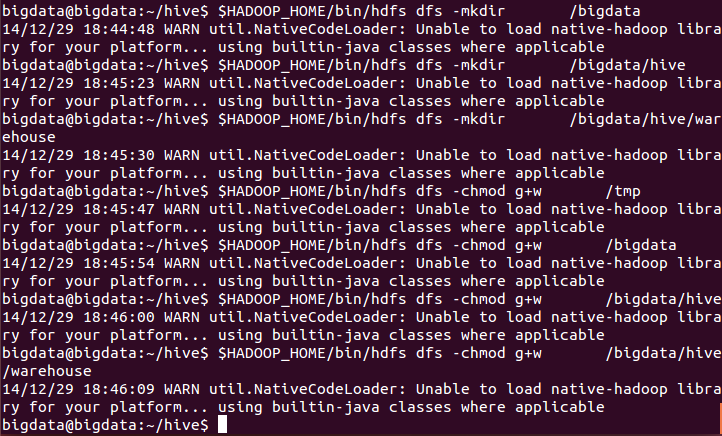 bigdata@bigdata:~/hive$ $HADOOP_HOME/bin/hdfs dfs -mkdir       /bigdata
14/12/29 18:44:48 WARN util.NativeCodeLoader: Unable to load native-hadoop libra
ry for your platform... using builtin-java classes where applicable
bigdata@bigdata:~/hive$ $HADOOP_HOME/bin/hdfs dfs -mkdir       /bigdata/hive
14/12/29 18:45:23 WARN util.NativeCodeLoader: Unable to load native-hadoop libra
ry for your platform... using builtin-java classes where applicable
bigdata@bigdata:~/hive$ $HADOOP_HOME/bin/hdfs dfs -mkdir       /bigdata/hive/war
ehouse
14/12/29 18:45:30 WARN util.NativeCodeLoader: Unable to load native-hadoop libra
ry for your platform... using builtin-java classes where applicable
bigdata@bigdata:~/hive$ $HADOOP_HOME/bin/hdfs dfs -chmod g+w       /tmp
14/12/29 18:45:47 WARN util.NativeCodeLoader: Unable to load native-hadoop libra
ry for your platform... using builtin-java classes where applicable
bigdata@bigdata:~/hive$ $HADOOP_HOME/bin/hdfs dfs -chmod g+w       /bigdata
14/12/29 18:45:54 WARN util.NativeCodeLoader: Unable to load native-hadoop libra
ry for your platform... using builtin-java classes where applicable
bigdata@bigdata:~/hive$ $HADOOP_HOME/bin/hdfs dfs -chmod g+w       /bigdata/hive
14/12/29 18:46:00 WARN util.NativeCodeLoader: Unable to load native-hadoop libra
ry for your platform... using builtin-java classes where applicable
bigdata@bigdata:~/hive$ $HADOOP_HOME/bin/hdfs dfs -chmod g+w       /bigdata/hive
/warehouse
14/12/29 18:46:09 WARN util.NativeCodeLoader: Unable to load native-hadoop libra
ry for your platform... using builtin-java classes where applicable
bigdata@bigdata:~/hive$